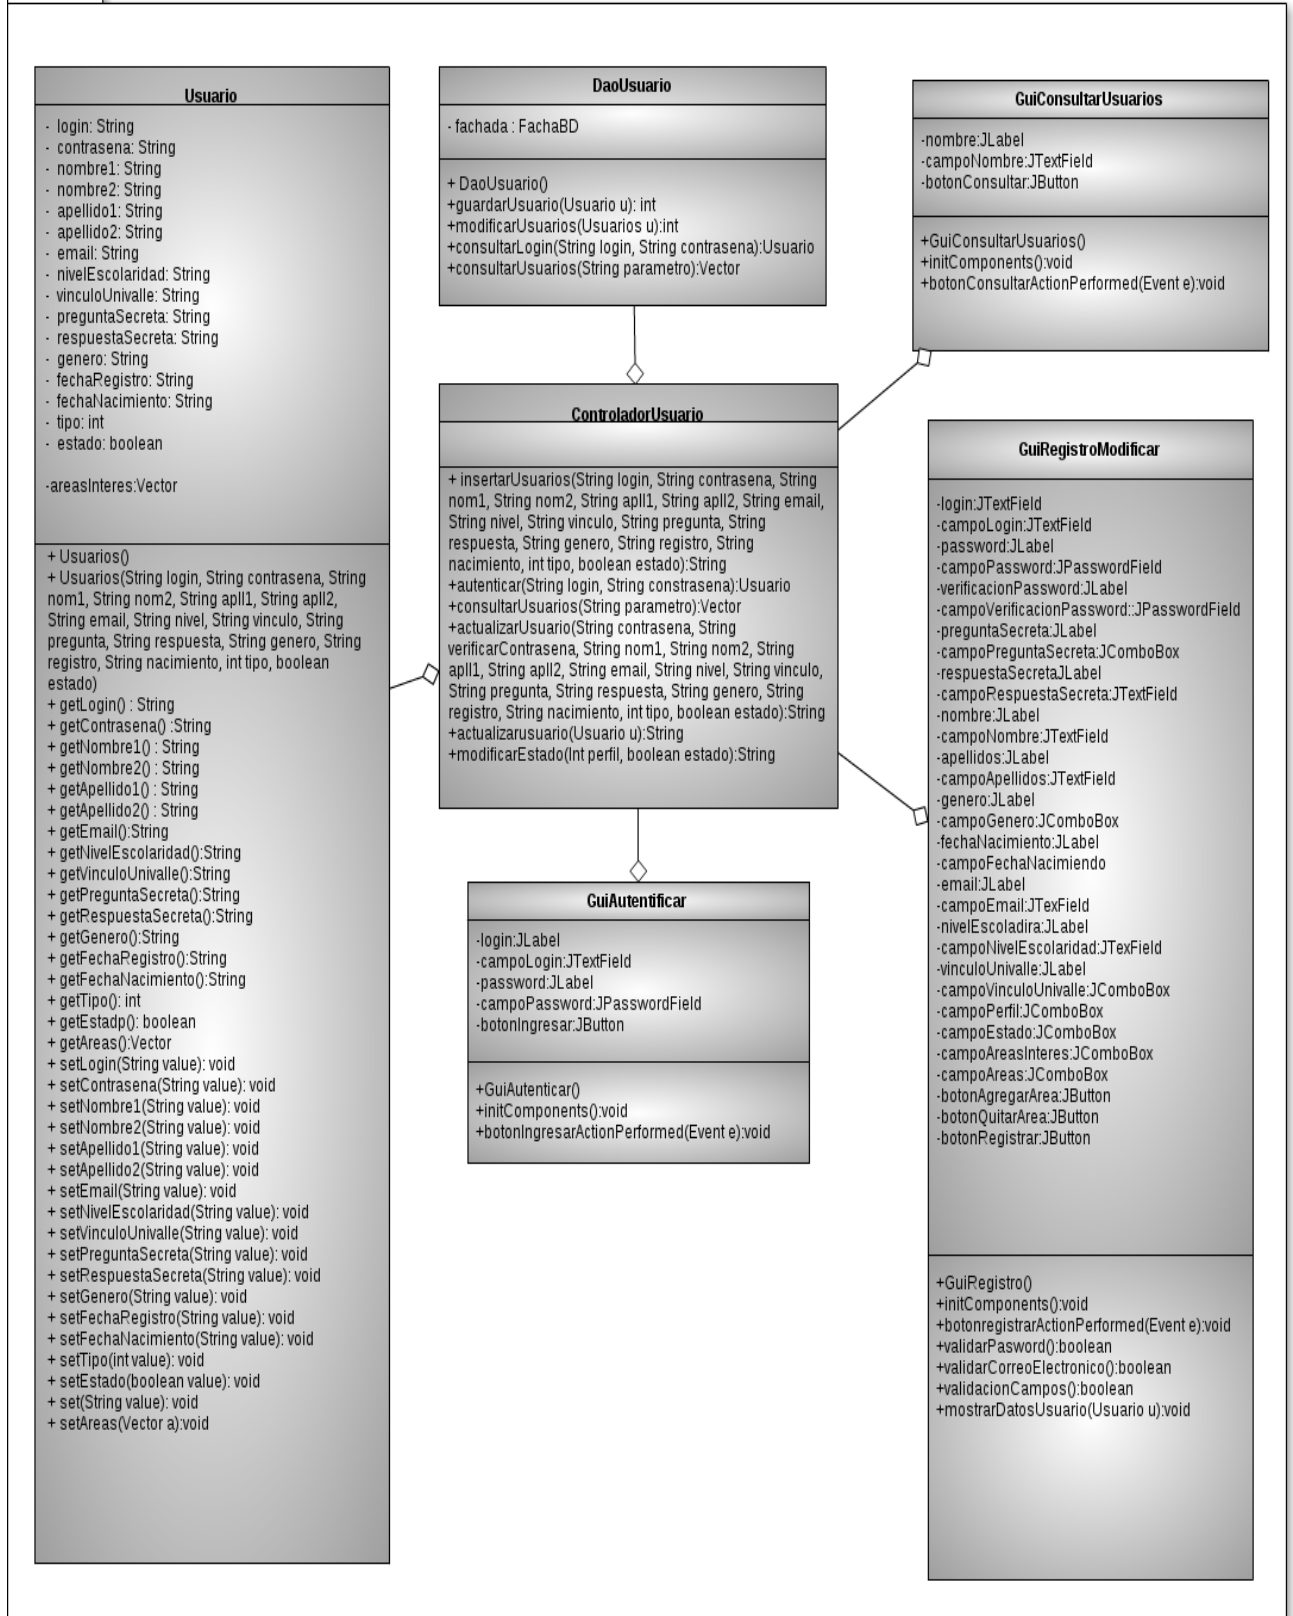 Usuario
- login: String
- contrasena: String
- nombre1: String
- nombre2: String
- apellido1: String
- apellido2: String
- email: String
- nivelEscolaridad: String
- vinculoUnivalle: String
- preguntaSecreta: String
- respuestaSecreta: String
- genero: String
- fechaRegistro: String
- fechaNacimiento: String
- tipo: int
- estado: boolean
-areasInteres:Vector
+ Usuarios()
+ Usuarios(String login, String contrasena, String
nom1, String nom2, String apll1, String apll2,
String email, String nivel, String vinculo, String
pregunta, String respuesta, String genero, String
registro, String nacimiento, int tipo, boolean
estado)
+ getLogin() : String
+ getContrasena() :String
+ getNombre1() : String
+ getNombre2() : String
+ getApellido1() : String
+ getApellido2() : String
+ getEmail():String
+ getNivelEscolaridad():String
+ getVinculoUnivalle():String
+ getPreguntaSecreta():String
+ getRespuestaSecreta():String
+ getGenero():String
+ getFechaRegistro():String
+ getFechaNacimiento():String
+ getTipo(): int
+ getEstadp(): boolean
+ getAreas():Vector
+ setLogin(String value): void
+ setContrasena(String value): void
+ setNombre1(String value): void
+ setNombre2(String value): void
+ setApellido1(String value): void
+ setApellido2(String value): void
+ setEmail(String value): void
+ setNivelEscolaridad(String value): void
+ setVinculoUnivalle(String value): void
+ setPreguntaSecreta(String value): void
+ setRespuestaSecreta(String value): void
+ setGenero(String value): void
+ setFechaRegistro(String value): void
+ setFechaNacimiento(String value): void
+ setTipo(int value): void
+ setEstado(boolean value): void
+ set(String value): void
+ setAreas(Vector a):void
DaoUsuario
- fachada : FachaBD
+ DaoUsuario()
+guardarUsuario(Usuario u): int
+modificarUsuarios(Usuarios u):int
+consultarLogin(String login, String contrasena):Usuario
+consultarUsuarios(String parametro):Vector
ControladorUsuario
+ insertarUsuarios(String login, String contrasena, String
nom1, String nom2, String apll1, String apll2, String email,
String nivel, String vinculo, String pregunta, String
respuesta, String genero, String registro, String
nacimiento, int tipo, boolean estado):String
+autenticar(String login, String constrasena):Usuario
+consultarUsuarios(String parametro):Vector
+actualizarUsuario(String contrasena, String
verificarContrasena, String nom1, String nom2, String
apll1, String apll2, String email, String nivel, String vinculo,
String pregunta, String respuesta, String genero, String
registro, String nacimiento, int tipo, boolean estado):String
+actualizarusuario(Usuario u):String
+modificarEstado(Int perfil, boolean estado):String
GuiAutentificar
-login:JLabel
-campoLogin:JTextField
-password:JLabel
-campoPassword:JPasswordField
-botonIngresar:JButton
+GuiAutenticar()
+initComponents():void
+botonIngresarActionPerformed(Event e):void
GuiConsultarUsuarios
-nombre:JLabel
-campoNombre:JTextField
-botonConsultar:JButton
+GuiConsultarUsuarios()
+initComponents():void
+botonConsultarActionPerformed(Event e):void
GuiRegistroModificar
-login:JTextField
-campoLogin:JTextField
-password:JLabel
-campoPassword:JPasswordField
-verificacionPassword:JLabel
-campoVerificacionPassword::JPasswordField
-preguntaSecreta:JLabel
-campoPreguntaSecreta:JComboBox
-respuestaSecretaJLabel
-campoRespuestaSecreta:JTextField
-nombre:JLabel
-campoNombre:JTextField
-apellidos:JLabel
-campoApellidos:JTextField
-genero:JLabel
-campoGenero:JComboBox
-fechaNacimiento:JLabel
-campoFechaNacimiendo
-email:JLabel
-campoEmail:JTexField
-nivelEscoladira:JLabel
-campoNivelEscolaridad:JTexField
-vinculoUnivalle:JLabel
-campoVinculoUnivalle:JComboBox
-campoPerfil:JComboBox
-campoEstado:JComboBox
-campoAreasInteres:JComboBox
-campoAreas:JComboBox
-botonAgregarArea:JButton
-botonQuitarArea:JButton
-botonRegistrar:JButton
+GuiRegistro()
+initComponents():void
+botonregistrarActionPerformed(Event e):void
+validarPasword():boolean
+validarCorreoElectronico():boolean
+validacionCampos():boolean
+mostrarDatosUsuario(Usuario u):void